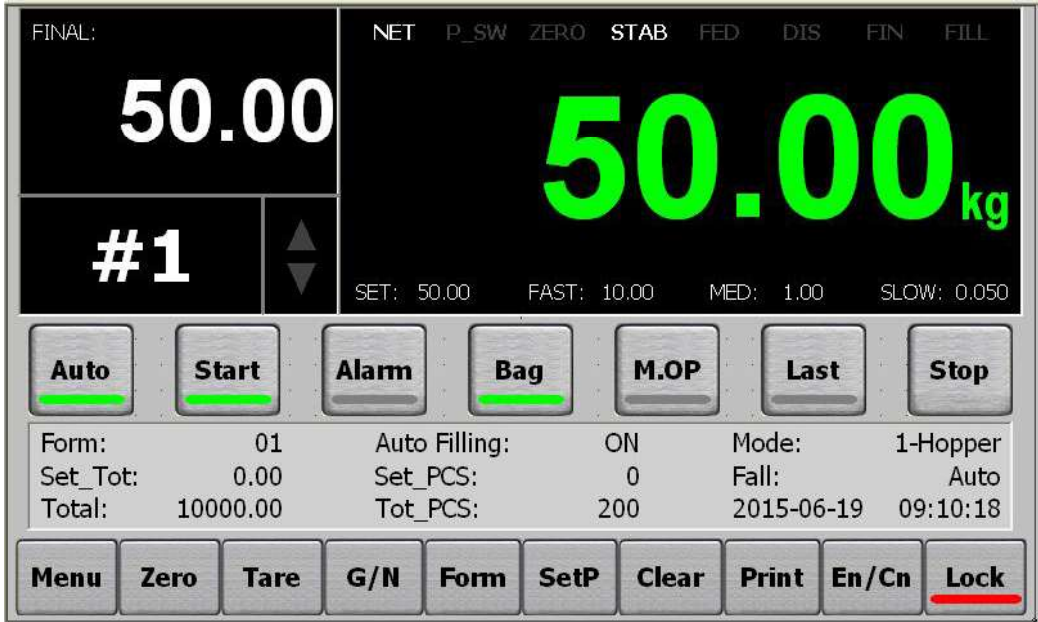 FINAL:
50.00
#1
NET P_SW ZERO STAB FED DIS FIN FILL
50.00 kg
SET: 50.00 FAST: 10.00 MED: 1.00 SLOW: 0.050
Auto Start Alarm Bag M.OP Last Stop
Form: 01 Auto Filling: ON Mode: 1-Hopper
Set_Tot: 0.00 Set_PCS: 0 Fall: Auto
Total: 10000.00 Tot_PCS: 200 2015-06-19 09:10:18
Menu Zero Tare G/N Form SetP Clear Print En/Cn Lock